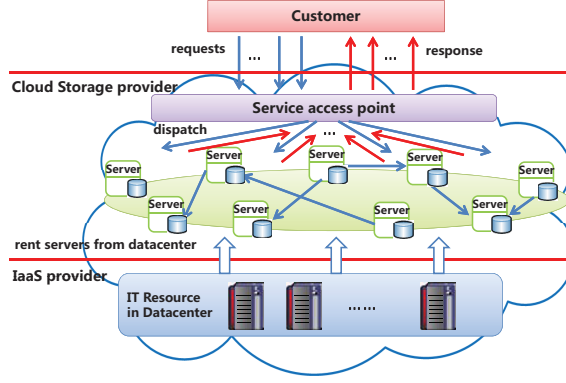 Customer
requests
...
...
response
Cloud Storage provider
Service access point
dispatch
...
Server
Server
Server
Server
Server
Server
Server
Server
Server
rent servers from datacenter
IaaS provider
IT Resource
in Datacenter
... ...